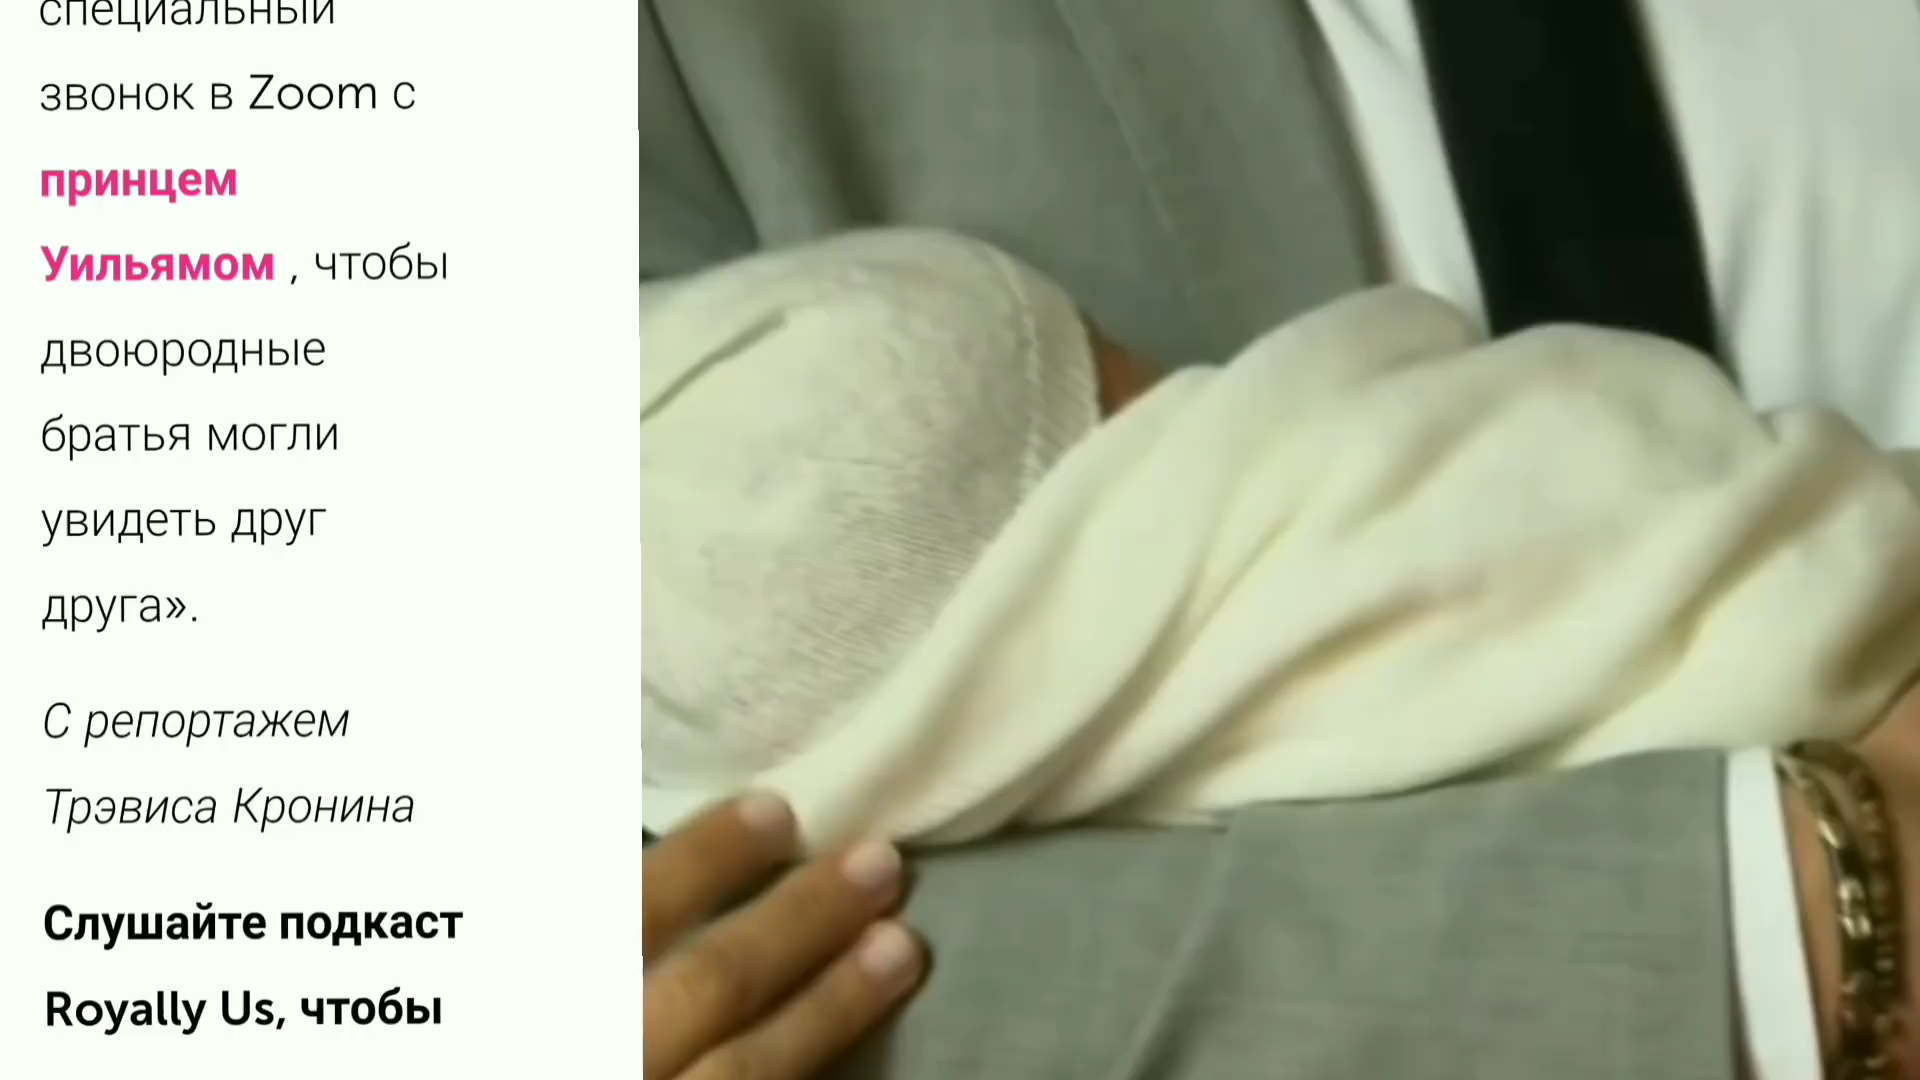 специальный
звонок в Zoom с
принцем
Уильямом , чтобы
двоюродные
братья могли
увидеть друг
друга».
С репортажем
Трэвиса Кронина
Слушайте подкаст
Royally Us, чтобы